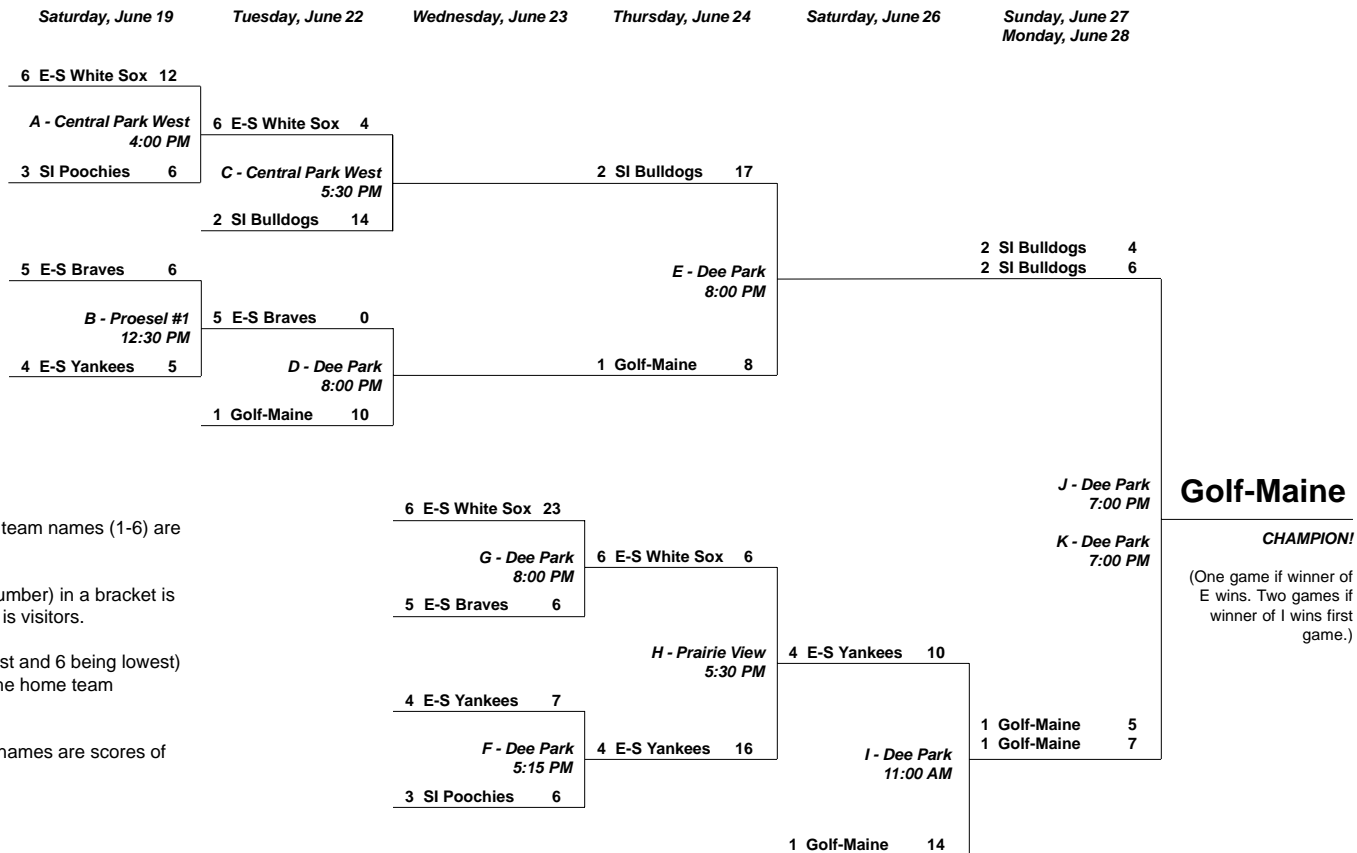 Saturday, June 19
Tuesday, June 22
Wednesday, June 23
Thursday, June 24
Saturday, June 26
Sunday, June 27
Monday, June 28
6 E-S White Sox 12
A - Central Park West
4:00 PM
3 SI Poochies 6
6 E-S White Sox 4
C - Central Park West
5:30 PM
2 SI Bulldogs 14
5 E-S Braves 6
B - Proesel #1
12:30 PM
4 E-S Yankees 5
5 E-S Braves 0
D - Dee Park
8:00 PM
1 Golf-Maine 10
2 SI Bulldogs 17
E - Dee Park
8:00 PM
1 Golf-Maine 8
2 SI Bulldogs 4
2 SI Bulldogs 6
J - Dee Park
7:00 PM
K - Dee Park
7:00 PM
Golf-Maine
CHAMPION!
(One game if winner of
E wins. Two games if
winner of I wins first
game.)
team names (1-6) are
umber) in a bracket is
is visitors.
st and 6 being lowest)
ne home team
names are scores of
6 E-S White Sox 23
G - Dee Park
8:00 PM
5 E-S Braves 6
4 E-S Yankees 7
F - Dee Park
5:15 PM
3 SI Poochies 6
6 E-S White Sox 6
H - Prairie View
5:30 PM
4 E-S Yankees 16
4 E-S Yankees 10
I - Dee Park
11:00 AM
1 Golf-Maine 14
1 Golf-Maine 5
1 Golf-Maine 7